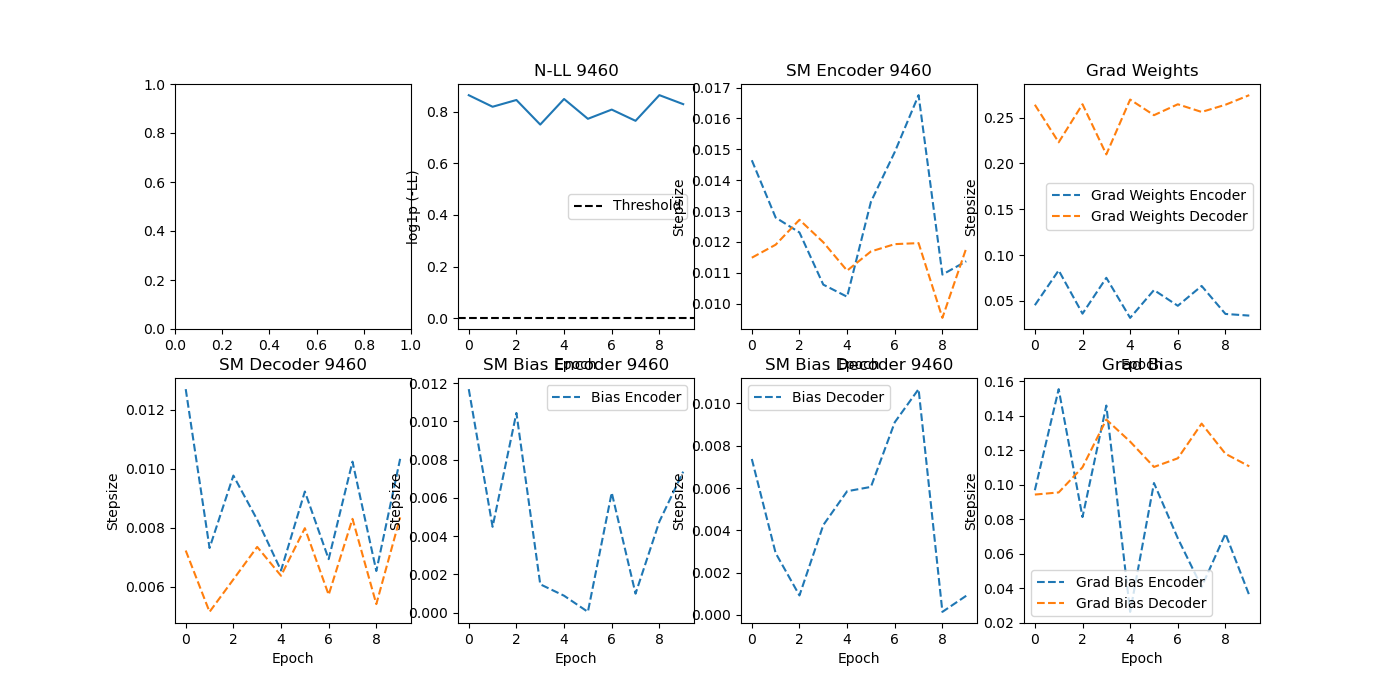 1.0
0.8
0.6
0.4
0.2
0.0
0.0 0.2 0.4 0.6 0.8 1.0
N-LL 9460
log1p (-LL)
0.8
0.6
0.4
0.2
0.0
Threshold
0 2 4 6 8
Epoch
SM Encoder 9460
Stepsize
0.017
0.016
0.015
0.014
0.013
0.012
0.011
0.010
0 2 4 6 8
Epoch
Grad Weights
Stepsize
0.25
0.20
0.15
0.10
0.05
Grad Weights Encoder
Grad Weights Decoder
0 2 4 6 8
Epoch
SM Decoder 9460
Stepsize
0.012
0.010
0.008
0.006
0 2 4 6 8
Epoch
SM Bias Encoder 9460
Stepsize
0.012
0.010
0.008
0.006
0.004
0.002
0.000
Bias Encoder
0 2 4 6 8
Epoch
SM Bias Decoder 9460
Stepsize
0.010
0.008
0.006
0.004
0.002
0.000
Bias Decoder
0 2 4 6 8
Epoch
Grad Bias
Stepsize
0.16
0.14
0.12
0.10
0.08
0.06
0.04
0.02
Grad Bias Encoder
Grad Bias Decoder
0 2 4 6 8
Epoch